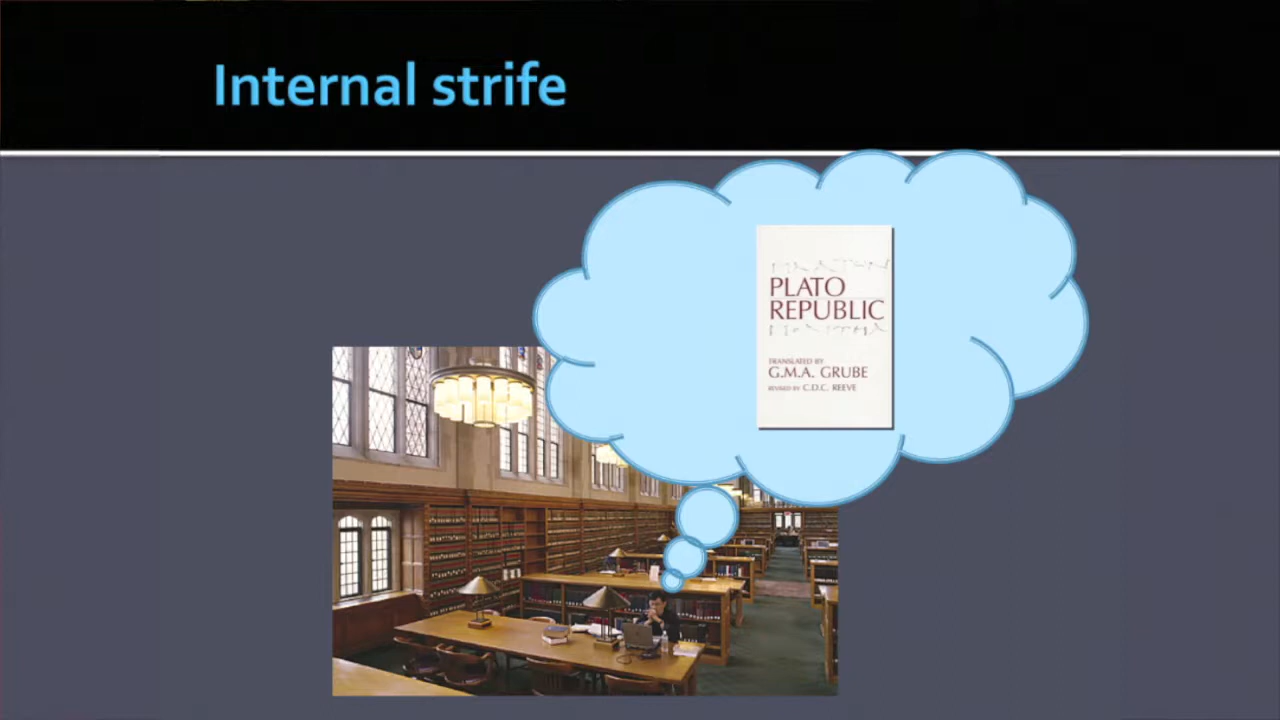 Internal strife
PLATO
REPUBLIC
TRANSLATED BY
G.M.A. GRUBE
REVISED BY C.D.C. REEVE